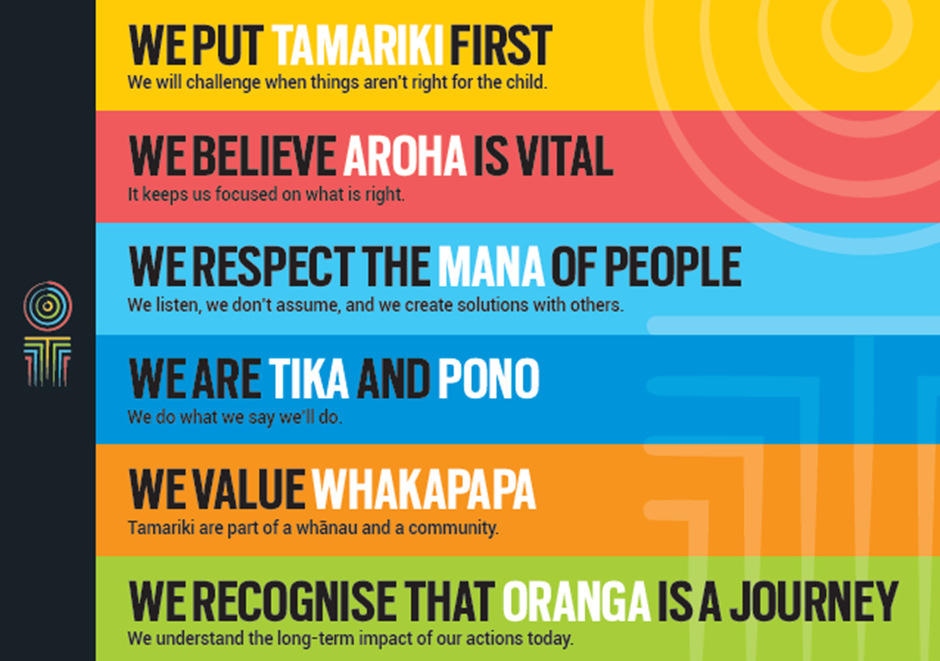 WE PUT TAMARIKI FIRST
We will challenge when things aren't right for the child.
WE BELIEVE AROHA IS VITAL
It keeps us focused on what is right.
WE RESPECT THE MANA OF PEOPLE
We listen, we don't assume, and we create solutions with others.
WE ARE TIKA AND PONO
We do what we say we'll do.
WE VALUE WHAKAPAPA
Tamariki are part of a whānau and a community.
WE RECOGNISE THAT ORANGA IS A JOURNEY
We understand the long-term impact of our actions today.